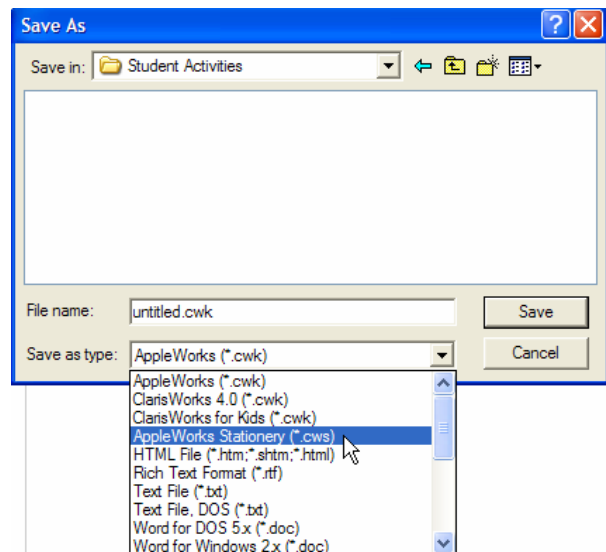 Save As
Save in: Student Activities
File name: untitled.cwk Save
Save as type: AppleWorks (*.cwk) Cancel
AppleWorks (*.cwk)
ClarisWorks 4.0 (*.cwk)
ClarisWorks for Kids (*.cwk)
AppleWorks Stationery (*.cws)
HTML File (*.htm;*.shtm;*.html)
Rich Text Format (*.rtf)
Text File (*.txt)
Text File, DOS (*.txt)
Word for DOS 5.x (*.doc)
Word for Windows 2.x (*.doc)